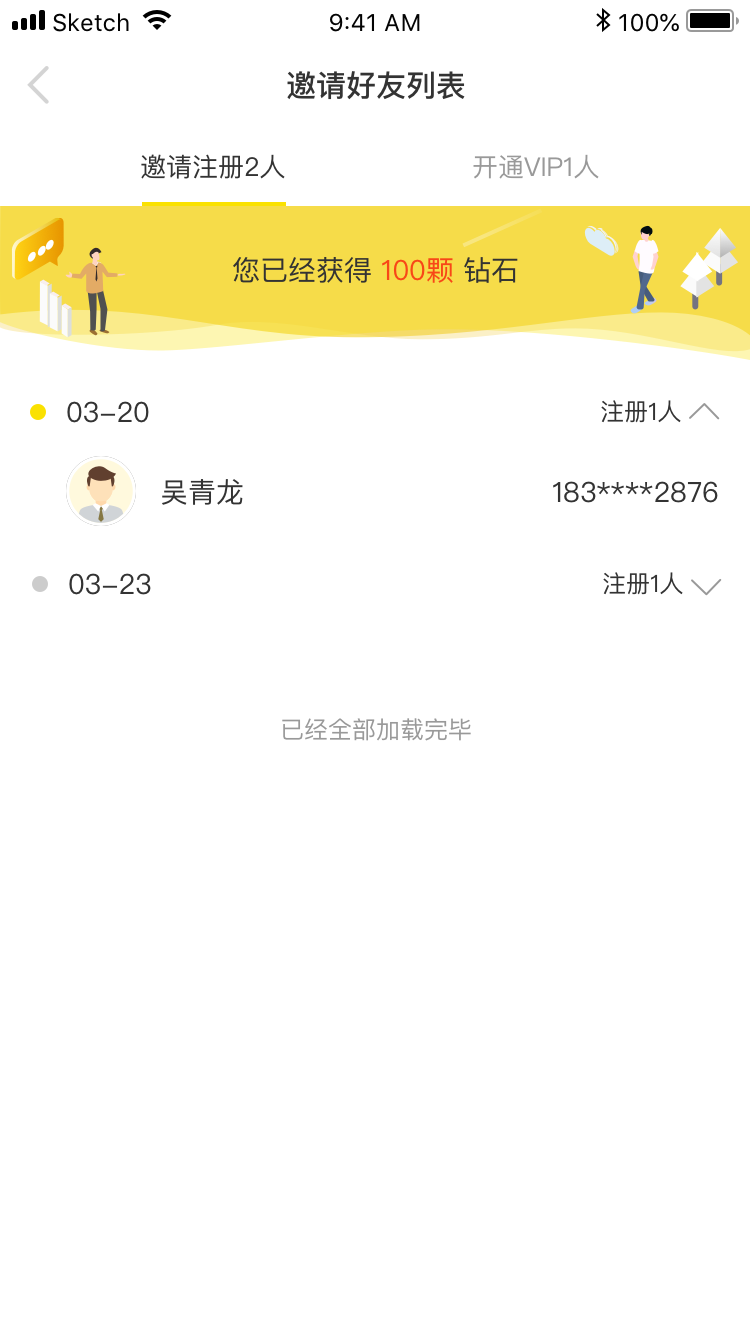 Sketch 9:41 AM 100%
邀请好友列表
邀请注册2人 开通VIP1人
您已经获得 100颗 钻石
03-20 注册1人
吴青龙 183****2876
03-23 注册1人
已经全部加载完毕